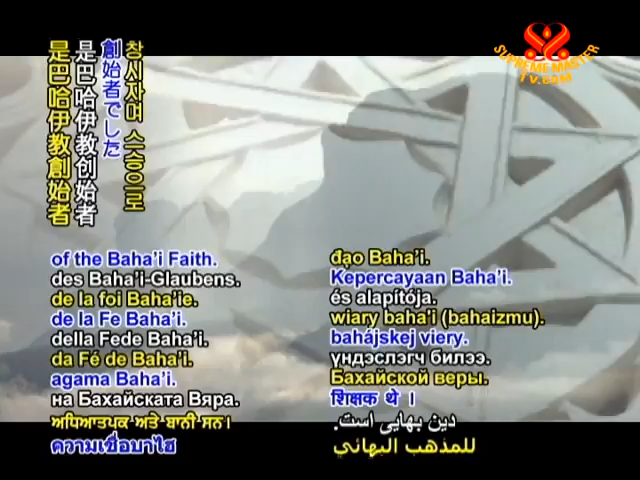 SUPREME MASTER
TV.COM
창시자며 스승으로
創始者でした
是巴哈伊教创始者
是巴哈伊教創始者
of the Baha'i Faith.
des Baha'i-Glaubens.
de la foi Baha'ie.
de la Fe Baha'i.
della Fede Baha'i.
da Fé de Baha'i.
agama Baha'i.
на Бахайската Вяра.
ਅਧਿਆਤਮਕ ਅਤੇ ਬਾਨੀ ਸਨ।
ความเชื่อบาไฮ
đạo Baha'i.
Kepercayaan Baha'i.
és alapítója.
wiary baha'i (bahaizmu).
bahájskej viery.
үндэслэгч билээ.
Бахайской веры.
शिक्षक थे ।
دین بهایی است.
للمذهب البهائي